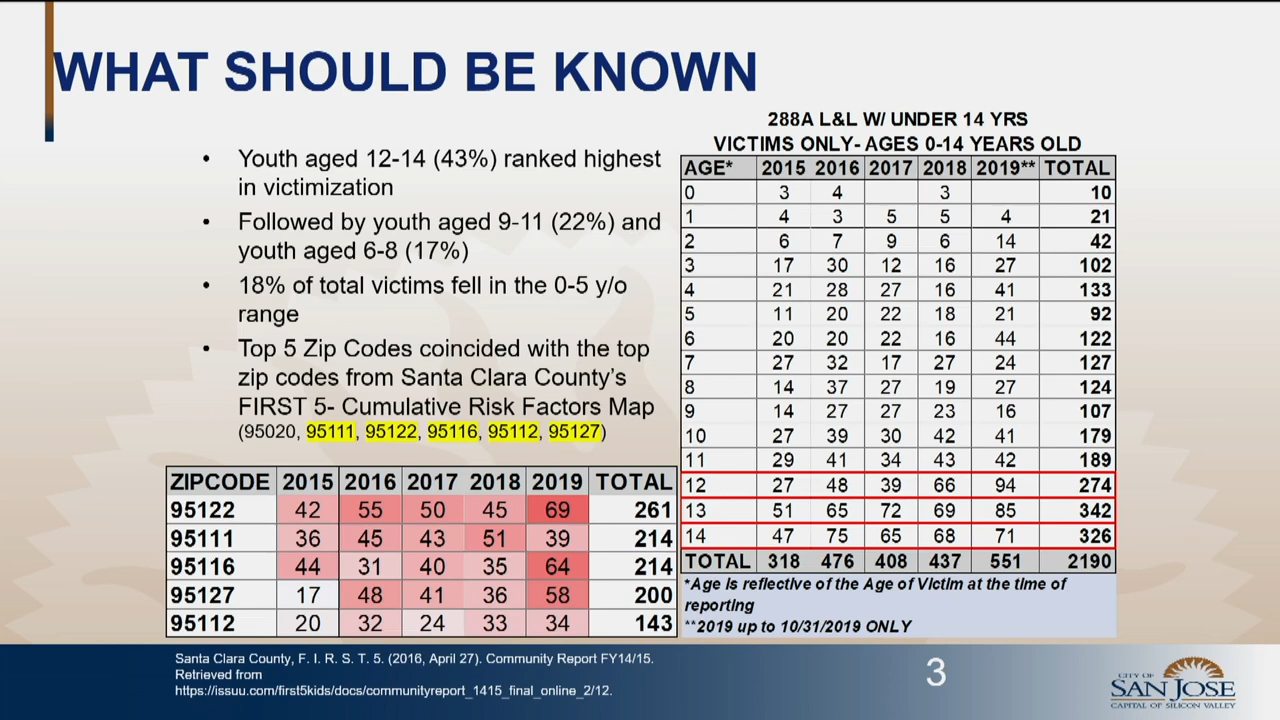 WHAT SHOULD BE KNOWN
• Youth aged 12-14 (43%) ranked highest
in victimization
• Followed by youth aged 9-11 (22%) and
youth aged 6-8 (17%)
• 18% of total victims fell in the 0-5 y/o
range
• Top 5 Zip Codes coincided with the top
zip codes from Santa Clara County's
FIRST 5- Cumulative Risk Factors Map
(95020, 95111, 95122, 95116, 95112, 95127)
ZIPCODE 2015 2016 2017 2018 2019 TOTAL
95122 42 55 50 45 69 261
95111 36 45 43 51 39 214
95116 44 31 40 35 64 214
95127 17 48 41 36 58 200
95112 20 32 24 33 34 143
288A L&L W/ UNDER 14 YRS
VICTIMS ONLY- AGES 0-14 YEARS OLD
AGE* 2015 2016 2017 2018 2019** TOTAL
0 3 4 3 10
1 4 3 5 5 4 21
2 6 7 9 6 14 42
3 17 30 12 16 27 102
4 21 28 27 16 41 133
5 11 20 22 18 21 92
6 20 20 22 16 44 122
7 27 32 17 27 24 127
8 14 37 27 19 27 124
9 14 27 27 23 16 107
10 27 39 30 42 41 179
11 29 41 34 43 42 189
12 27 48 39 66 94 274
13 51 65 72 69 85 342
14 47 75 65 68 71 326
TOTAL 318 476 408 437 551 2190
*Age is reflective of the Age of Victim at the time of
reporting
**2019 up to 10/31/2019 ONLY
Santa Clara County, F. I. R. S. T. 5. (2016, April 27). Community Report FY14/15.
Retrieved from
https://issuu.com/first5kids/docs/communityreport_1415_final_online_2/12.
3
CITY OF
SAN JOSE
CAPITAL OF SILICON VALLEY